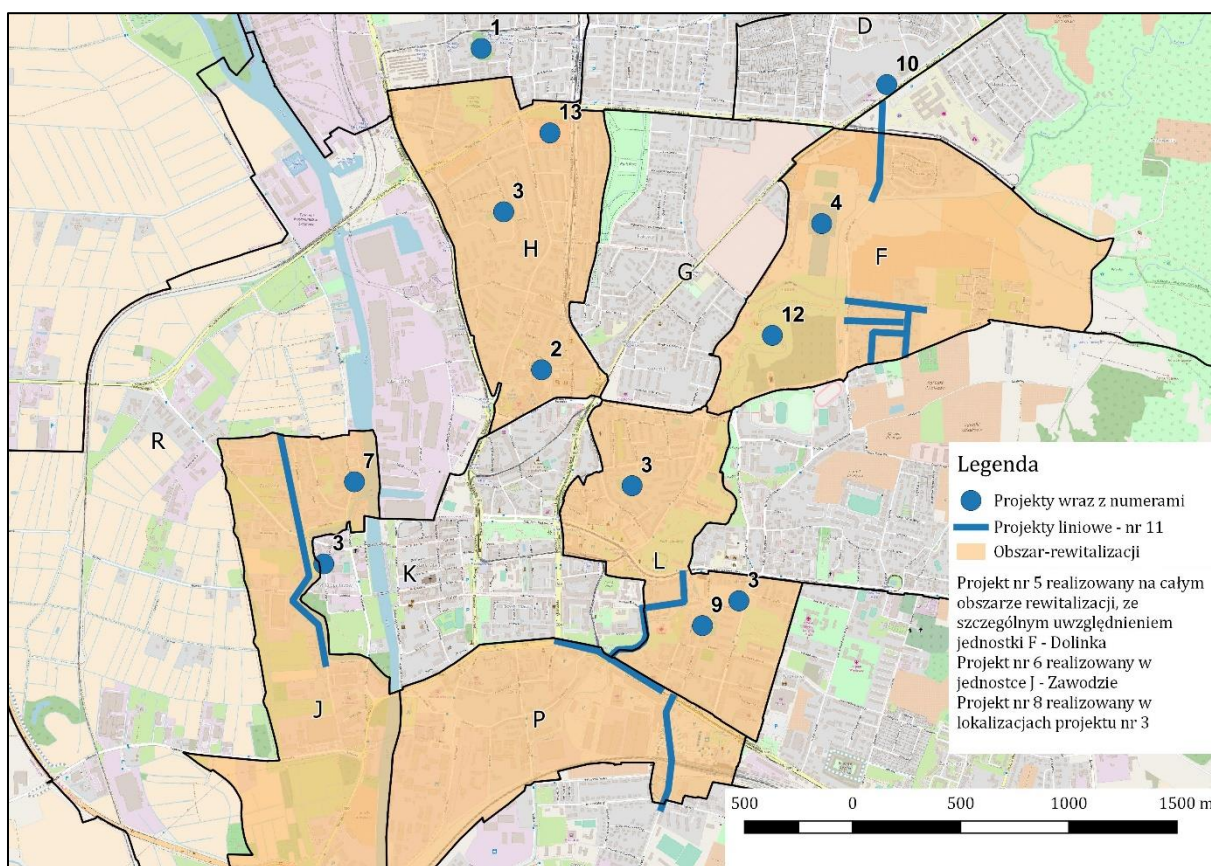 1
D
10
13
3
4
H
F
G
12
2
R
7
3
3
K
L
3
9
J
P
Legenda
Projekty wraz z numerami
Projekty liniowe - nr 11
Obszar-rewitalizacji
Projekt nr 5 realizowany na całym
obszarze rewitalizacji, ze
szczególnym uwzględnieniem
jednostki F - Dolinka
Projekt nr 6 realizowany w
jednostce J - Zawodzie
Projekt nr 8 realizowany w
lokalizacjach projektu nr 3
500 0 500 1000 1500 m